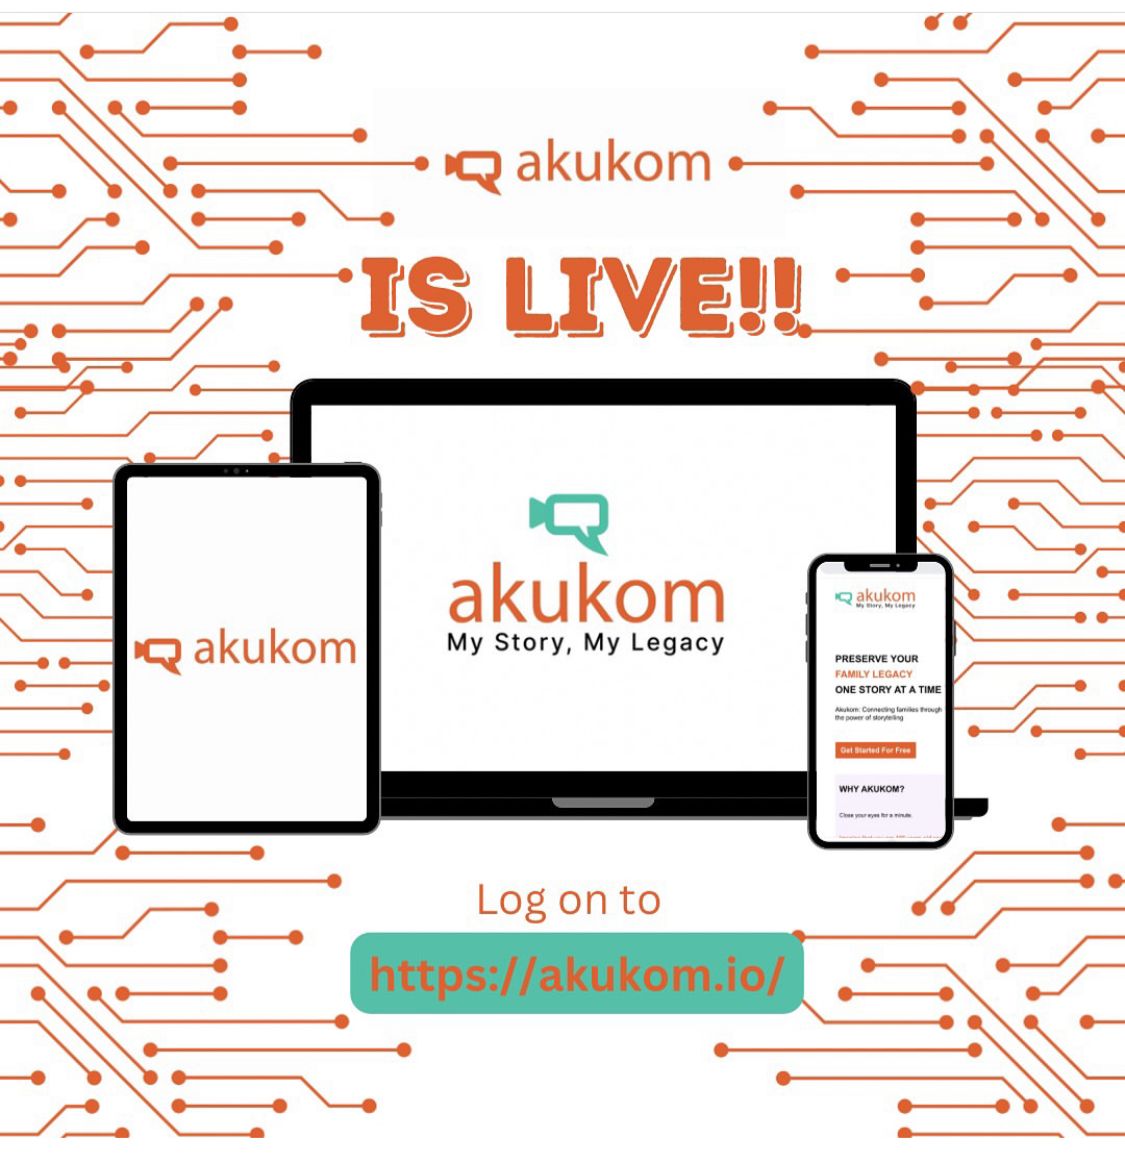 akukom
IS LIVE!!
akukom
akukom
My Story, My Legacy
akukom
My Story, My Legacy
PRESERVE YOUR
FAMILY LEGACY
ONE STORY AT A TIME
Akukom: Connecting families through
the power of storytelling
Get Started For Free
WHY AKUKOM?
Close your eyes for a minute.
Log on to
https://akukom.io/